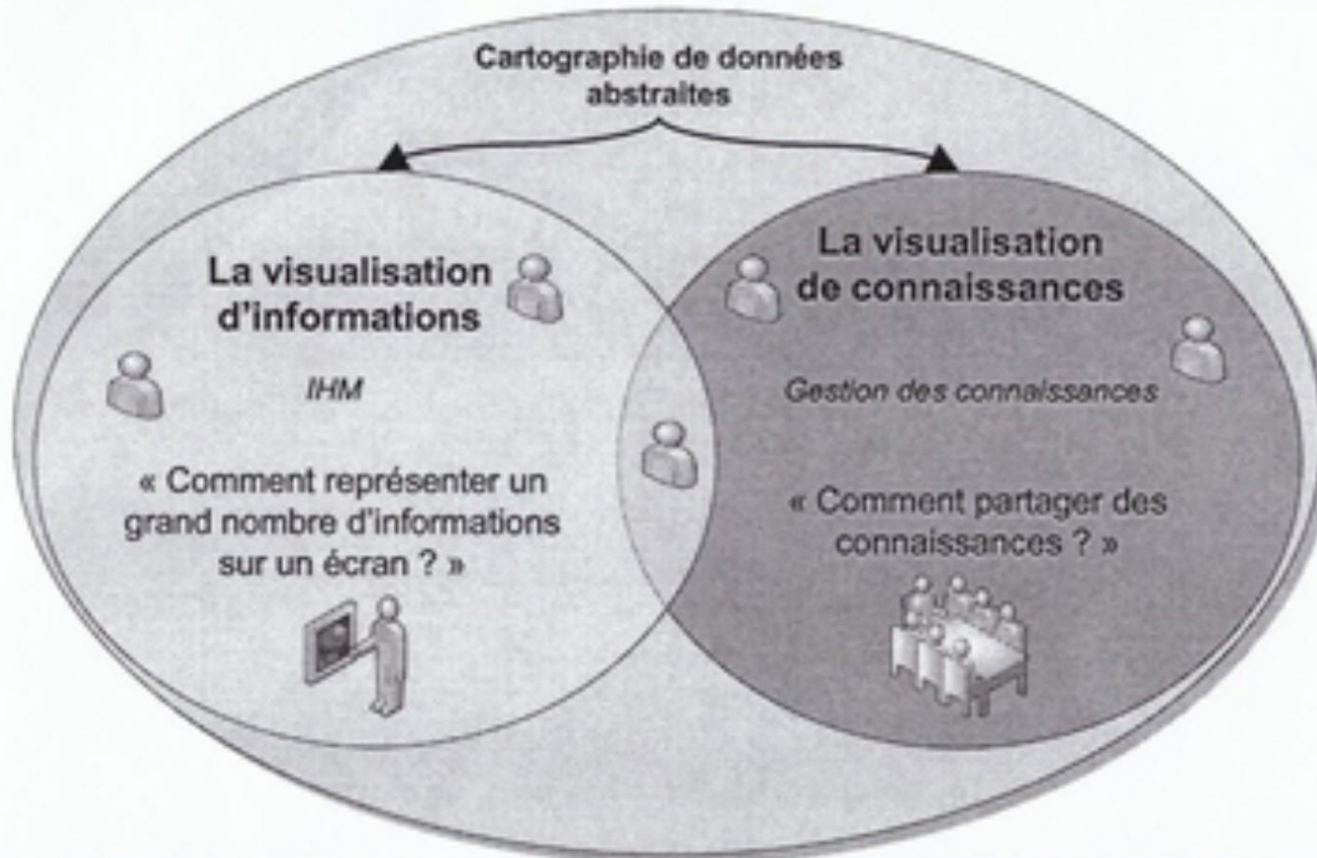 Cartographie de données
abstraites
La visualisation
d'informations
IHM
« Comment représenter un
grand nombre d'informations
sur un écran ? »
La visualisation
de connaissances
Gestion des connaissances
« Comment partager des
connaissances ? »